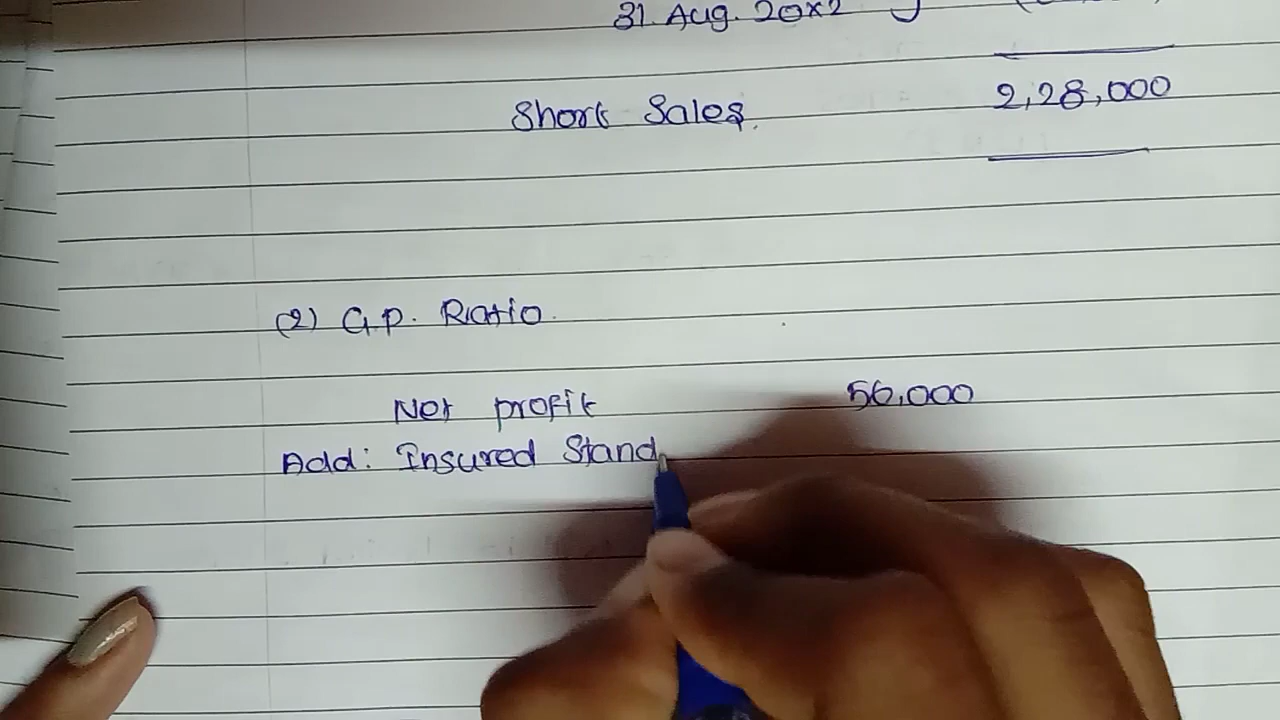 31. Aug. 20x2
Short Sales. 2,28,000
(2) G.P. Ratio.
Net profit 56,000
Add: Insured Stand